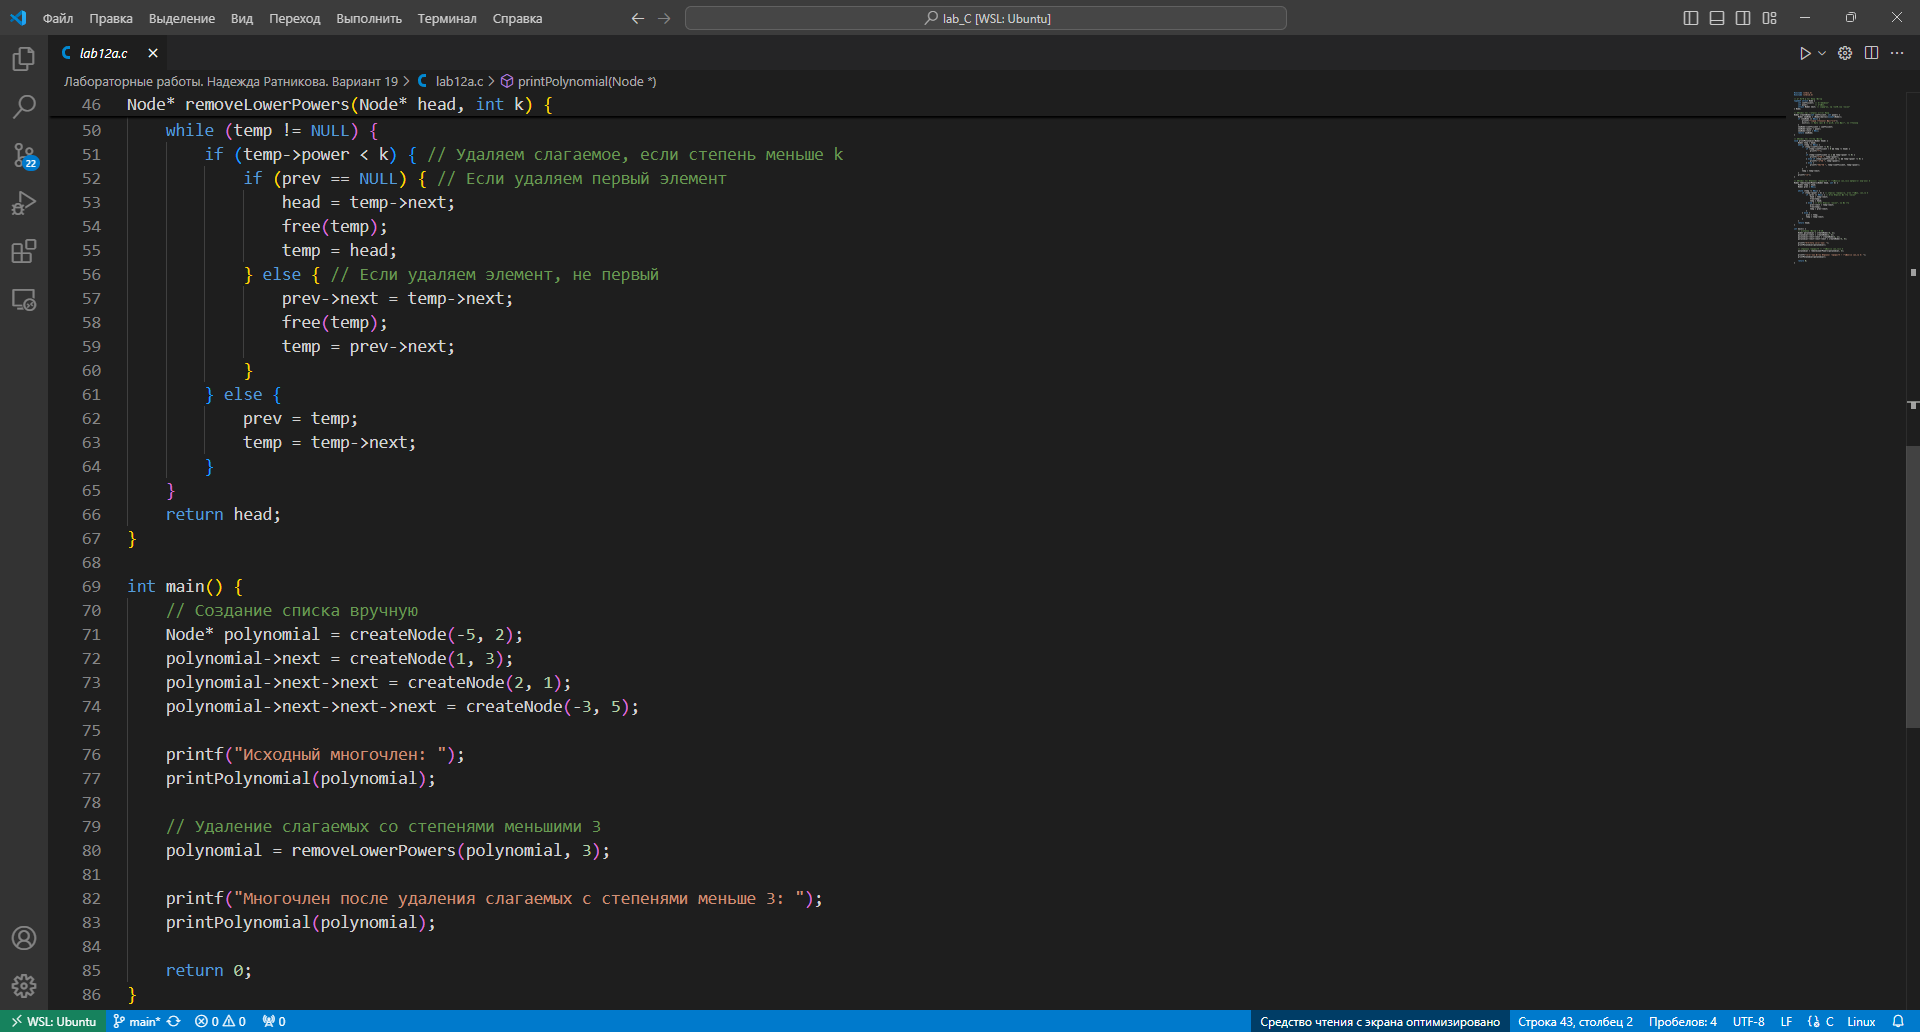 Файл Правка Выделение Вид Переход Выполнить Терминал Справка
lab_C [WSL: Ubuntu]
lab12a.c
Лабораторные работы. Надежда Ратникова. Вариант 19 > lab12a.c > printPolynomial(Node *)
46 Node* removeLowerPowers(Node* head, int k) {
50 while (temp != NULL) {
51 if (temp->power < k) { // Удаляем слагаемое, если степень меньше k
52 if (prev == NULL) { // Если удаляем первый элемент
53 head = temp->next;
54 free(temp);
55 temp = head;
56 } else { // Если удаляем элемент, не первый
57 prev->next = temp->next;
58 free(temp);
59 temp = prev->next;
60 }
61 } else {
62 prev = temp;
63 temp = temp->next;
64 }
65 }
66 return head;
67 }
68
69 int main() {
70 // Создание списка вручную
71 Node* polynomial = createNode(-5, 2);
72 polynomial->next = createNode(1, 3);
73 polynomial->next->next = createNode(2, 1);
74 polynomial->next->next->next = createNode(-3, 5);
75
76 printf("Исходный многочлен: ");
77 printPolynomial(polynomial);
78
79 // Удаление слагаемых со степенями меньшими 3
80 polynomial = removeLowerPowers(polynomial, 3);
81
82 printf("Многочлен после удаления слагаемых с степенями меньше 3: ");
83 printPolynomial(polynomial);
84
85 return 0;
86 }
22
WSL: Ubuntu main* 0 0 0 Средство чтения с экрана оптимизировано Строка 43, столбец 2 Пробелов: 4 UTF-8 LF {} C Linux